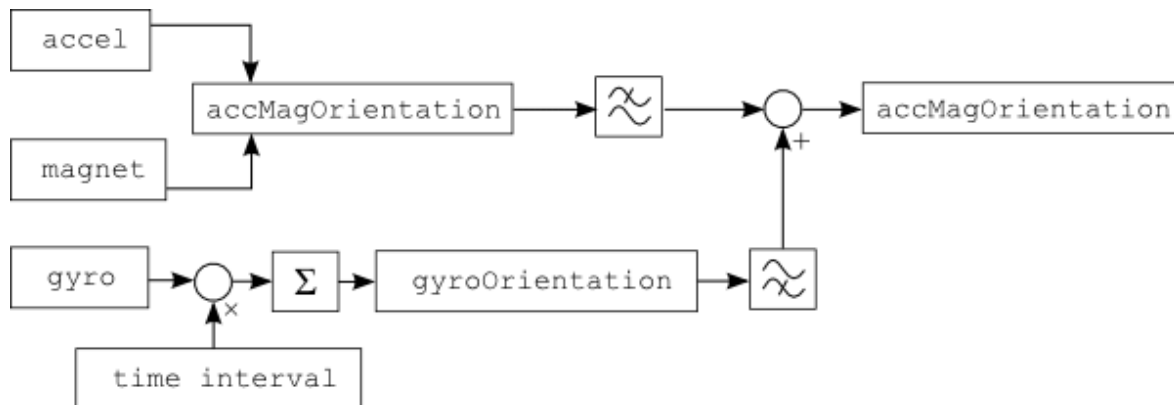 accel
accMagOrientation
accMagOrientation
+
magnet
gyro
×
Σ
gyroOrientation
time interval